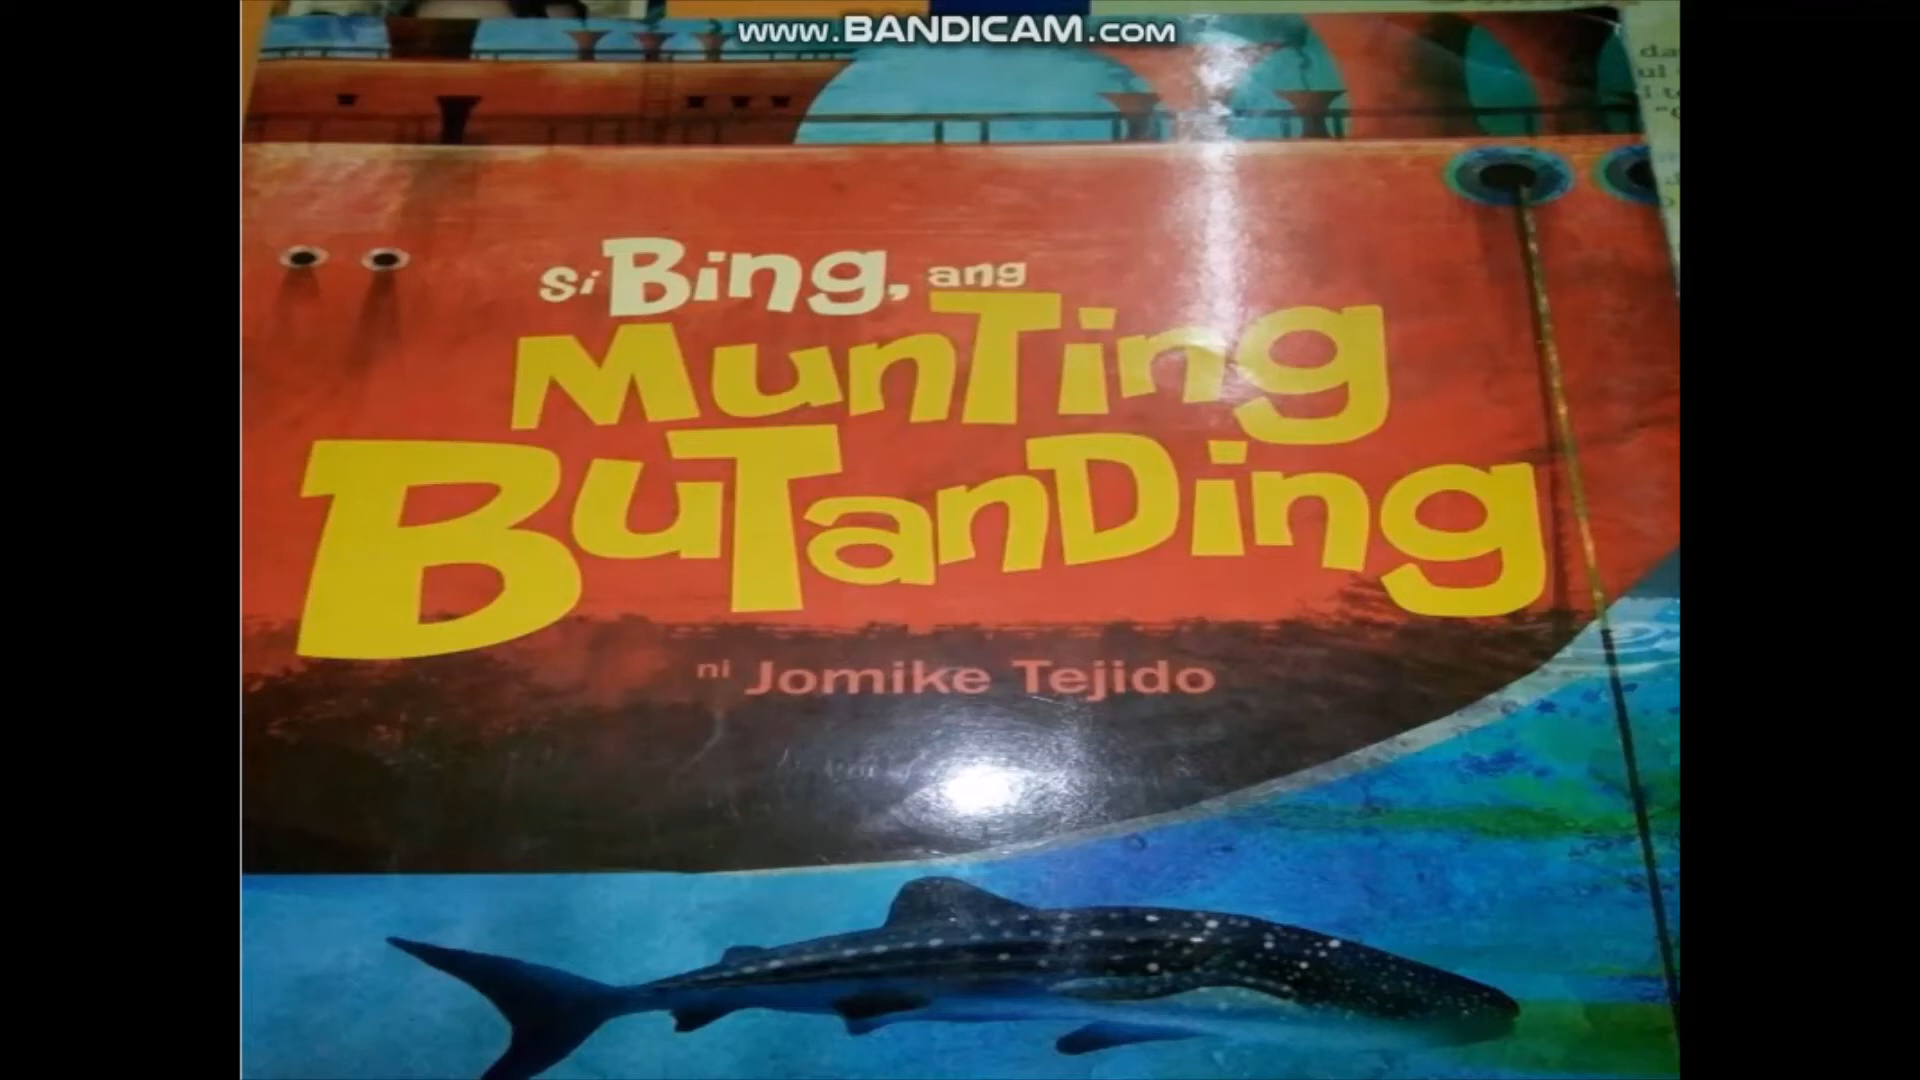 www.BANDICAM.com
si Bing, ang
Munting
Butanding
ni Jomike Tejido